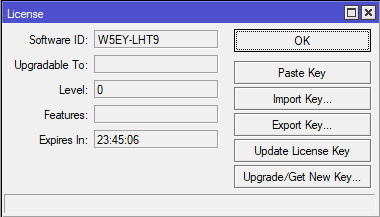 License
Software ID: W5EY-LHT9
OK
Upgradable To:
Paste Key
Level: 0
Import Key...
Features:
Export Key...
Expires In: 23:45:06
Update License Key
Upgrade/Get New Key...